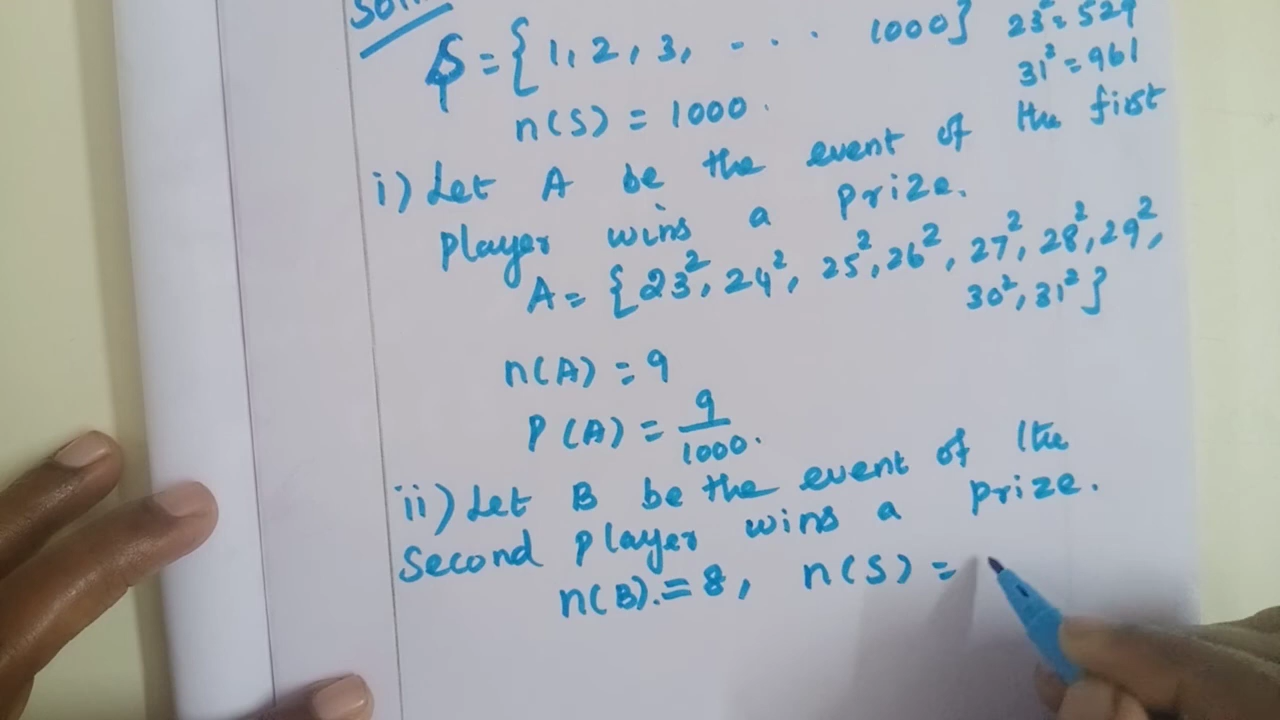 S = { 1, 2, 3, . . . 1000} 23² = 529
31² = 961
n(S) = 1000.
i) Let A be the event of the first
player wins a prize.
A = {23², 24², 25², 26², 27², 28², 29²,
30², 31² }
n(A) = 9
P(A) = 9/1000.
ii) Let B be the event of the
Second player wins a prize.
n(B). = 8, n(S) =